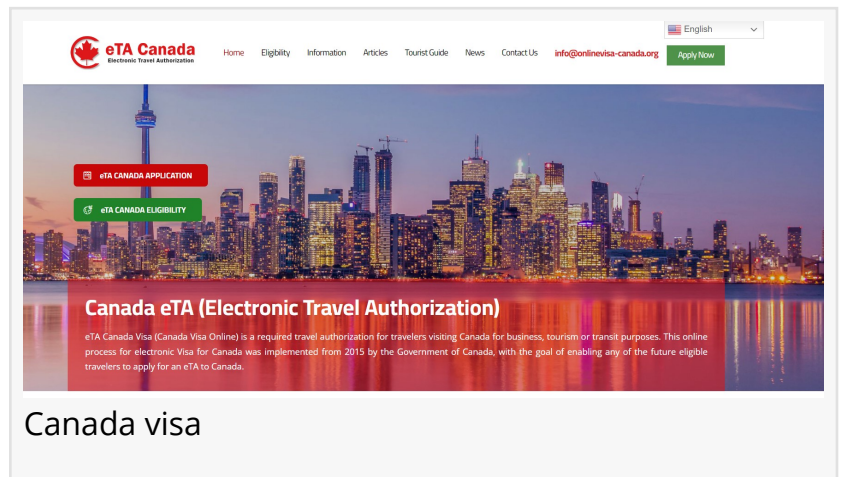 English
eTA Canada
Electronic Travel Authorization
Home Eligibility Information Articles Tourist Guide News Contact Us info@onlinevisa-canada.org Apply Now
eTA CANADA APPLICATION
eTA CANADA ELIGIBILITY
Canada eTA (Electronic Travel Authorization)
eTA Canada Visa (Canada Visa Online) is a required travel authorization for travelers visiting Canada for business, tourism or transit purposes. This online
process for electronic Visa for Canada was implemented from 2015 by the Government of Canada, with the goal of enabling any of the future eligible
travelers to apply for an eTA to Canada.
Canada visa